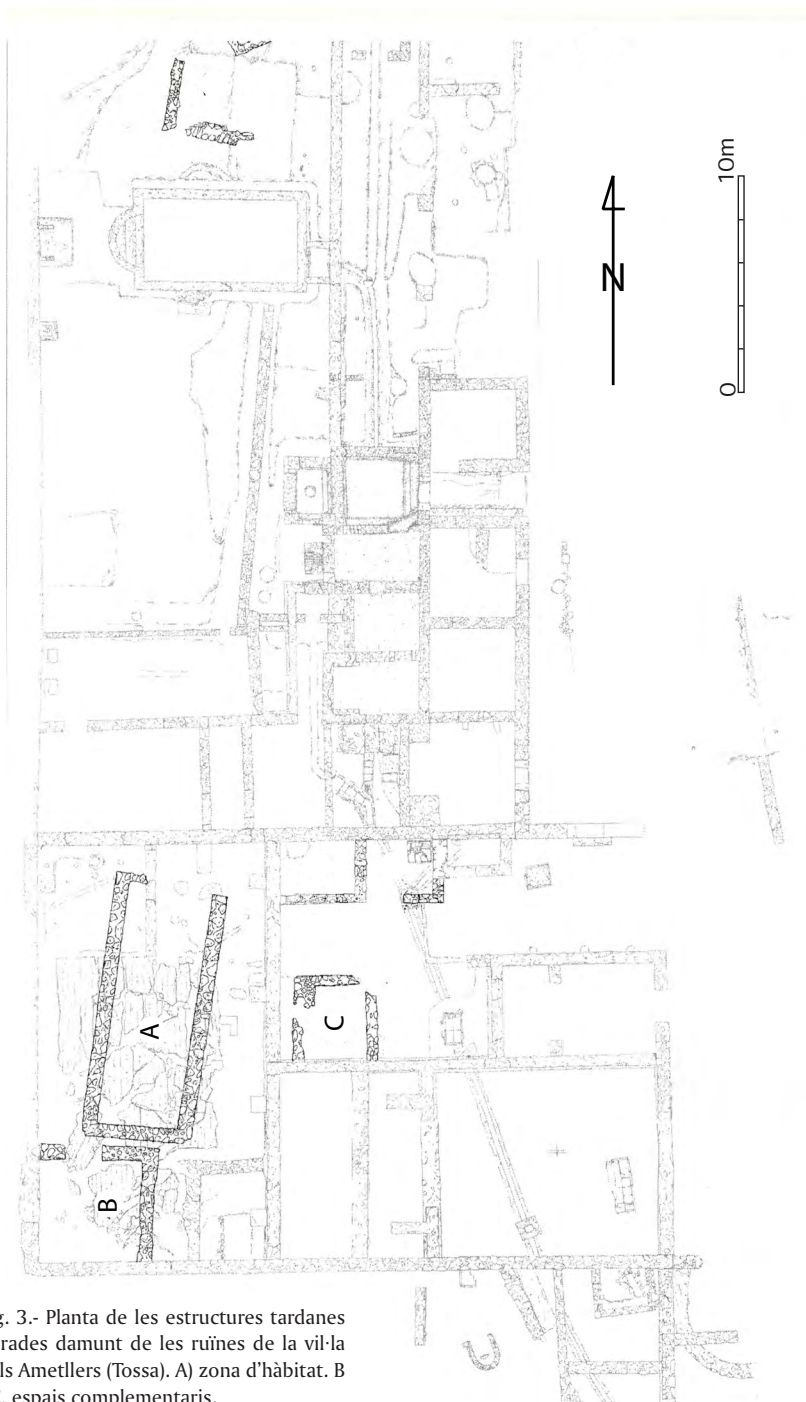 10m
N
0
A
B
C
g. 3.- Planta de les estructures tardanes
rades damunt de les ruïnes de la vil·la
ls Ametllers (Tossa). A) zona d'hàbitat. B
espais complementaris.